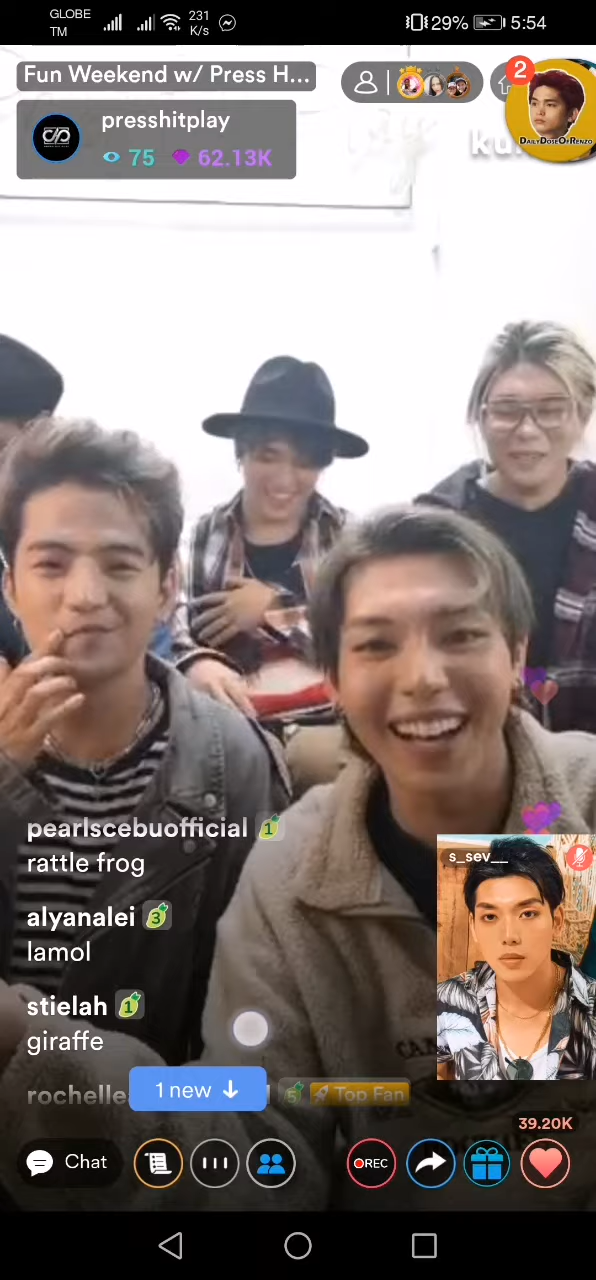 GLOBE
TM
231
K/s
29%
5:54
Fun Weekend w/ Press H...
2
DAILYDOSEOFRENZO
presshitplay
75
62.13K
ku
pearlscebuofficial 1
rattle frog
s_sev__
alyanalei 3
lamol
stielah 1
giraffe
rochelle
1 new
5
Top Fan
39.20K
Chat
REC